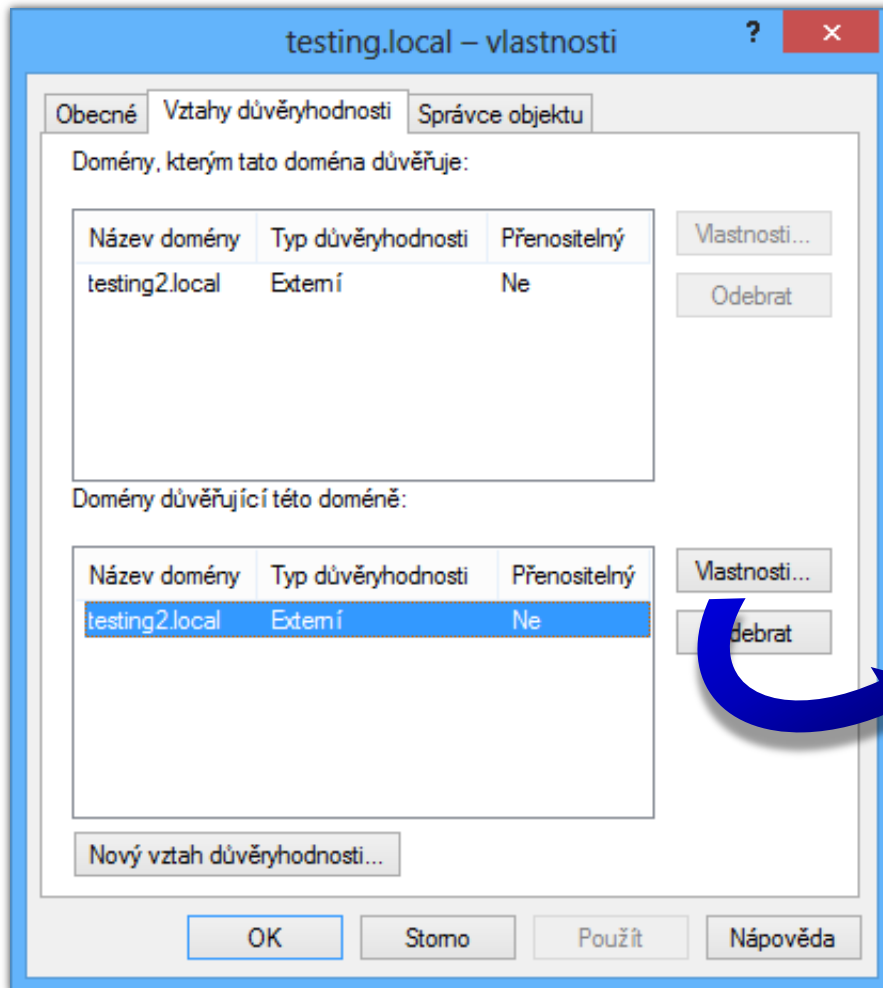 testing.local – vlastnosti ?
Obecné Vztahy důvěryhodnosti Správce objektu
Domény, kterým tato doména důvěřuje:
Název domény Typ důvěryhodnosti Přenositelný Vlastnosti...
testing2.local Externí Ne
Odebrat
Domény důvěřující této doméně:
Název domény Typ důvěryhodnosti Přenositelný Vlastnosti...
testing2.local Externí Ne
debrat
Nový vztah důvěryhodnosti...
OK Storno Použít Nápověda